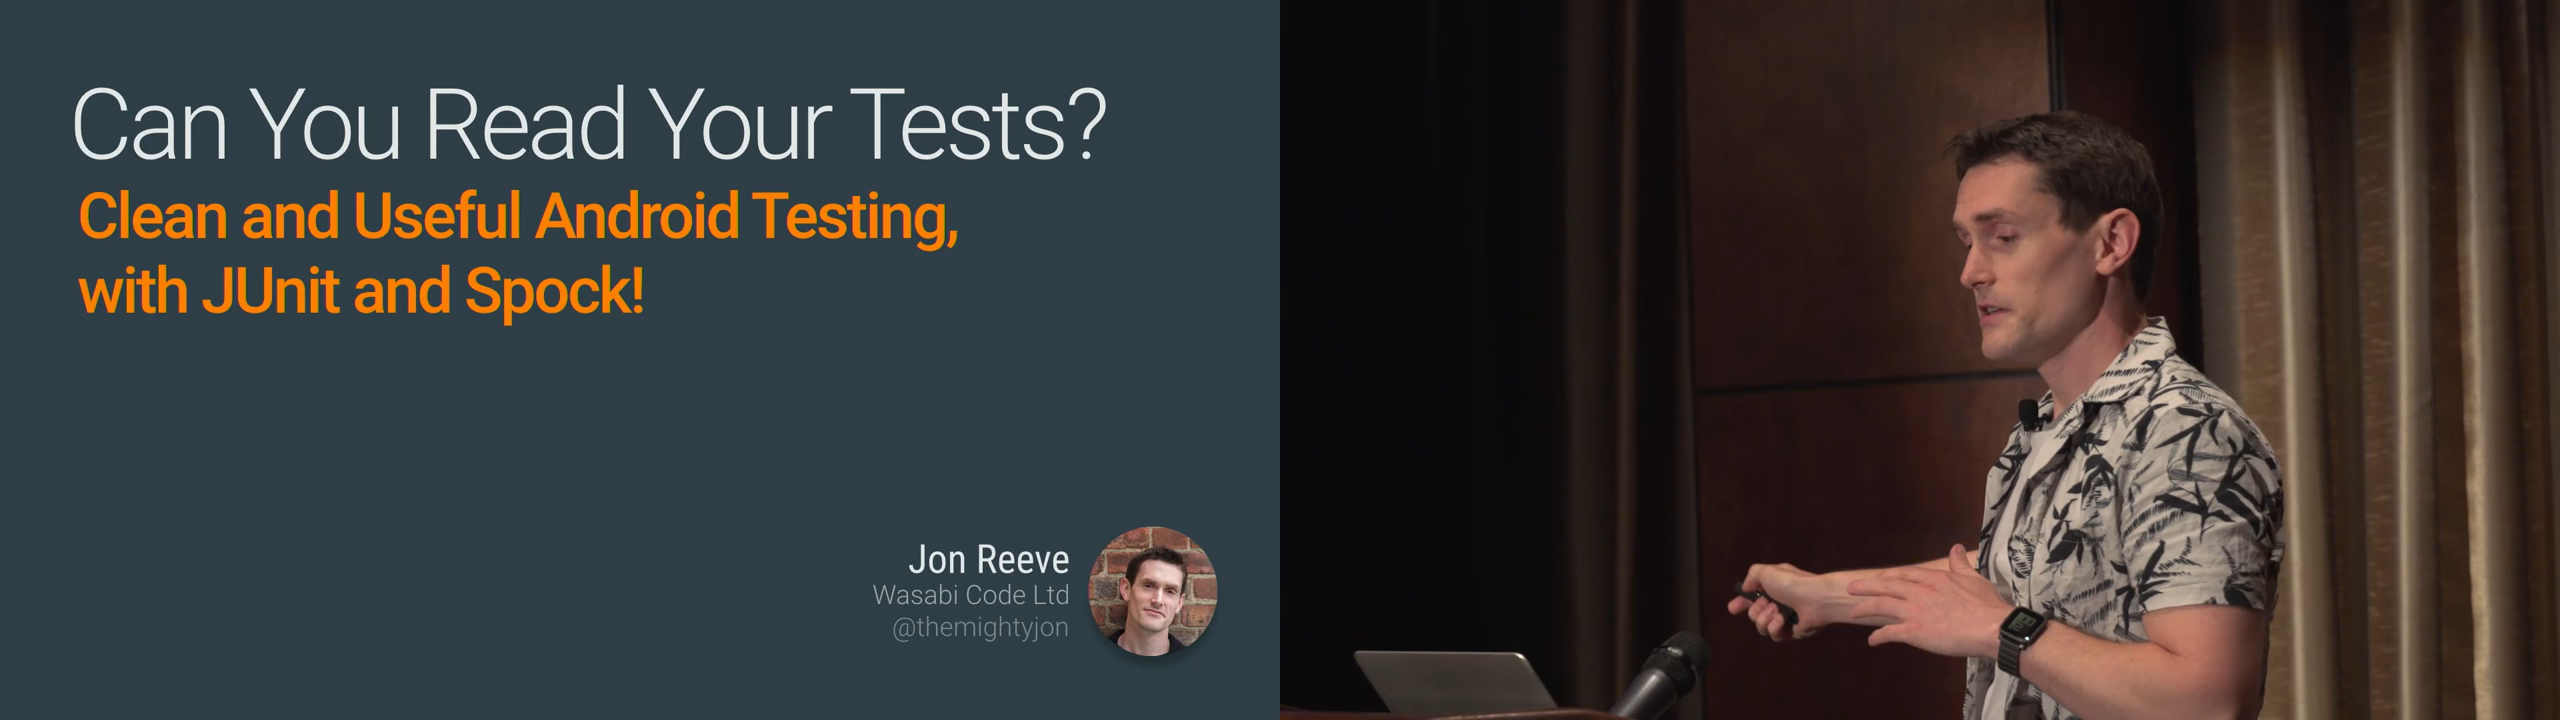 Can You Read Your Tests?
Clean and Useful Android Testing,
with JUnit and Spock!
Jon Reeve
Wasabi Code Ltd
@themightyjon